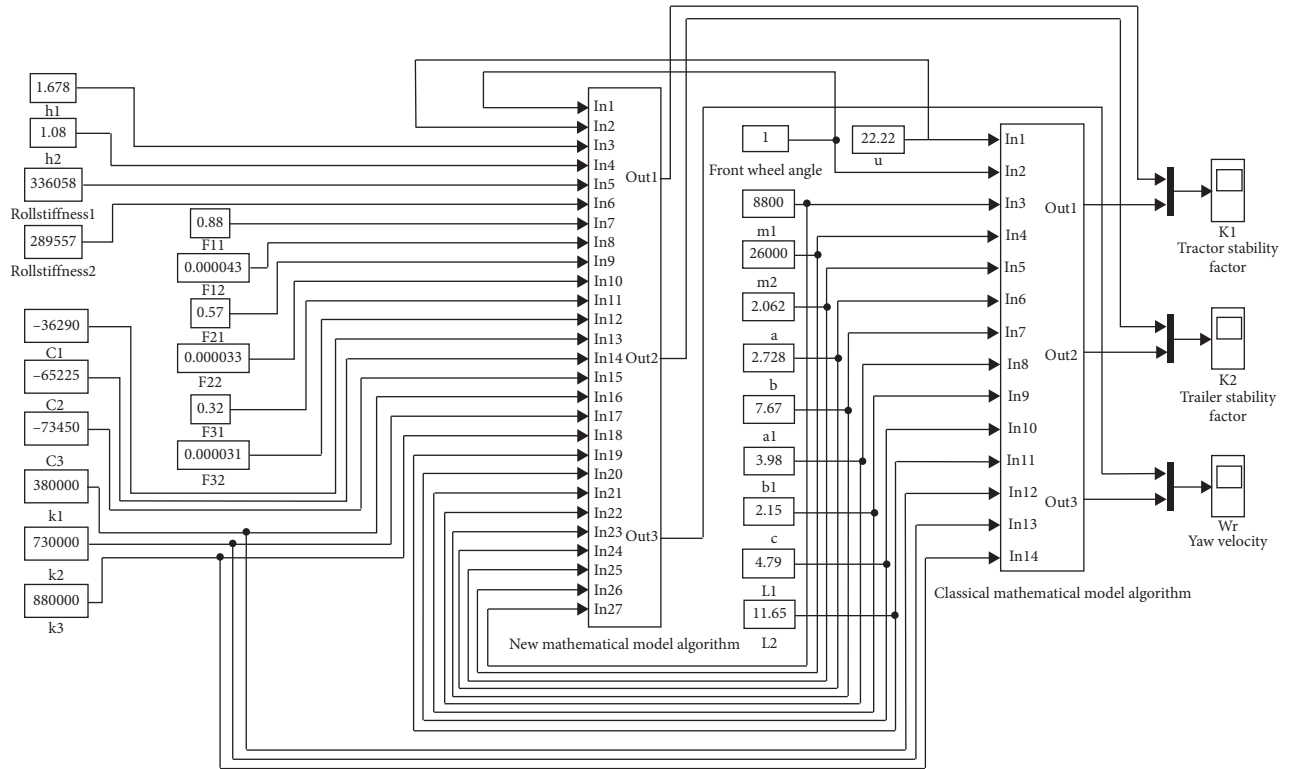 1.678
h1
1.08
h2
336058
Rollstiffness1
289557
Rollstiffness2
–36290
C1
–65225
C2
–73450
C3
380000
k1
730000
k2
880000
k3
0.88
F11
0.000043
F12
0.57
F21
0.000033
F22
0.32
F31
0.000031
F32
In1
In2
In3
In4
In5
In6
In7
In8
In9
In10
In11
In12
In13
In14
In15
In16
In17
In18
In19
In20
In21
In22
In23
In24
In25
In26
In27
Out1
Out2
Out3
New mathematical model algorithm
1
Front wheel angle
22.22
u
8800
m1
26000
m2
2.062
a
2.728
b
7.67
a1
3.98
b1
2.15
c
4.79
L1
11.65
L2
In1
In2
In3
In4
In5
In6
In7
In8
In9
In10
In11
In12
In13
In14
Out1
Out2
Out3
Classical mathematical model algorithm
K1
Tractor stability
factor
K2
Trailer stability
factor
Wr
Yaw velocity